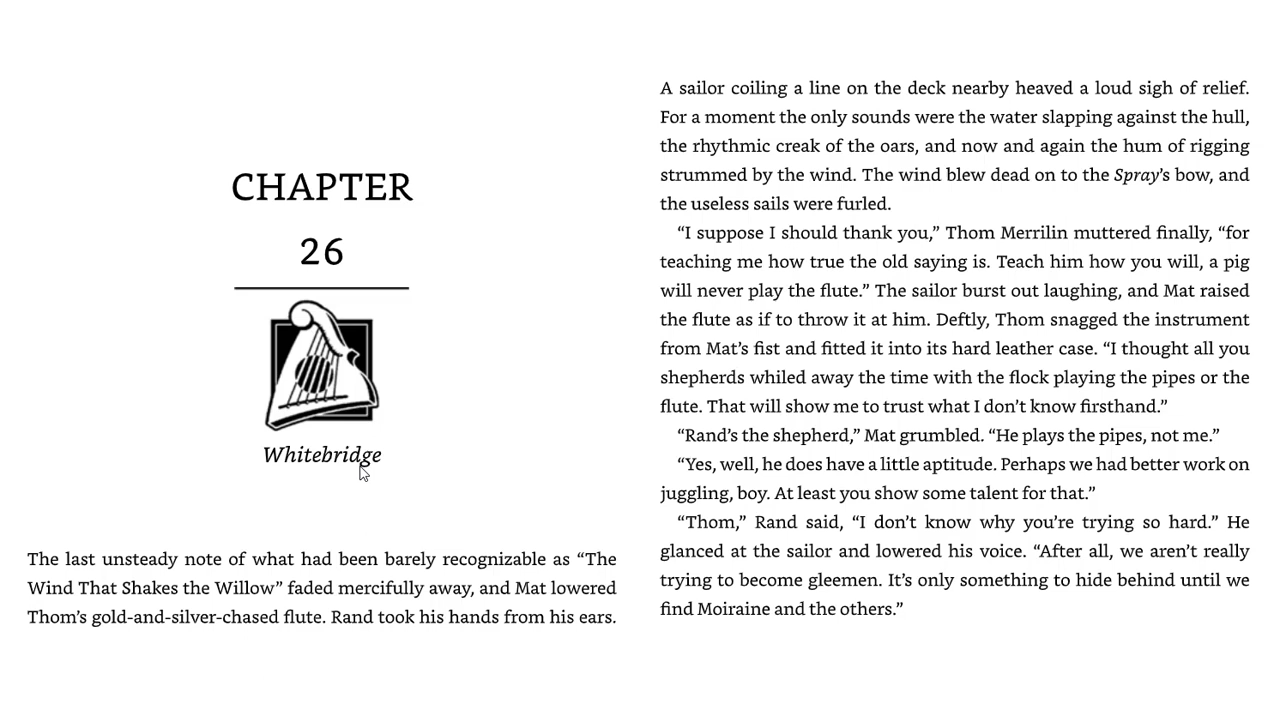 CHAPTER
26
Whitebridge
The last unsteady note of what had been barely recognizable as “The
Wind That Shakes the Willow” faded mercifully away, and Mat lowered
Thom’s gold-and-silver-chased flute. Rand took his hands from his ears.
A sailor coiling a line on the deck nearby heaved a loud sigh of relief.
For a moment the only sounds were the water slapping against the hull,
the rhythmic creak of the oars, and now and again the hum of rigging
strummed by the wind. The wind blew dead on to the Spray’s bow, and
the useless sails were furled.
“I suppose I should thank you,” Thom Merrilin muttered finally, “for
teaching me how true the old saying is. Teach him how you will, a pig
will never play the flute.” The sailor burst out laughing, and Mat raised
the flute as if to throw it at him. Deftly, Thom snagged the instrument
from Mat’s fist and fitted it into its hard leather case. “I thought all you
shepherds whiled away the time with the flock playing the pipes or the
flute. That will show me to trust what I don’t know firsthand.”
“Rand’s the shepherd,” Mat grumbled. “He plays the pipes, not me.”
“Yes, well, he does have a little aptitude. Perhaps we had better work on
juggling, boy. At least you show some talent for that.”
“Thom,” Rand said, “I don’t know why you’re trying so hard.” He
glanced at the sailor and lowered his voice. “After all, we aren’t really
trying to become gleemen. It’s only something to hide behind until we
find Moiraine and the others.”